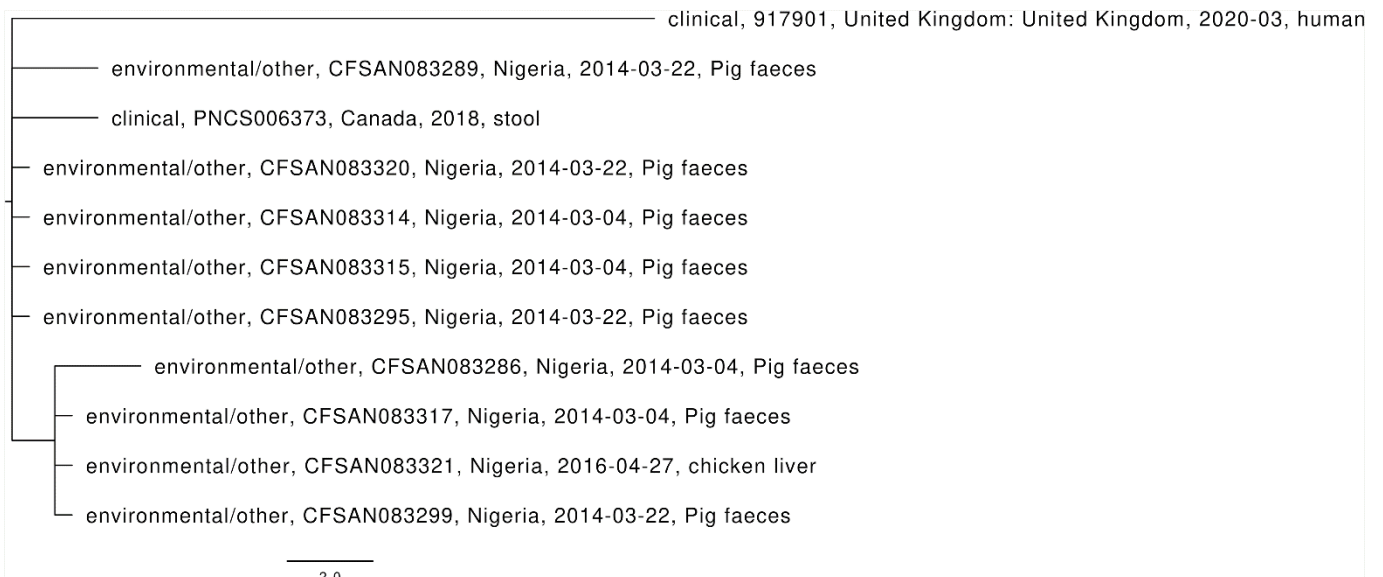 clinical, 917901, United Kingdom: United Kingdom, 2020-03, human
environmental/other, CFSAN083289, Nigeria, 2014-03-22, Pig faeces
clinical, PNCS006373, Canada, 2018, stool
environmental/other, CFSAN083320, Nigeria, 2014-03-22, Pig faeces
environmental/other, CFSAN083314, Nigeria, 2014-03-04, Pig faeces
environmental/other, CFSAN083315, Nigeria, 2014-03-04, Pig faeces
environmental/other, CFSAN083295, Nigeria, 2014-03-22, Pig faeces
environmental/other, CFSAN083286, Nigeria, 2014-03-04, Pig faeces
environmental/other, CFSAN083317, Nigeria, 2014-03-04, Pig faeces
environmental/other, CFSAN083321, Nigeria, 2016-04-27, chicken liver
environmental/other, CFSAN083299, Nigeria, 2014-03-22, Pig faeces